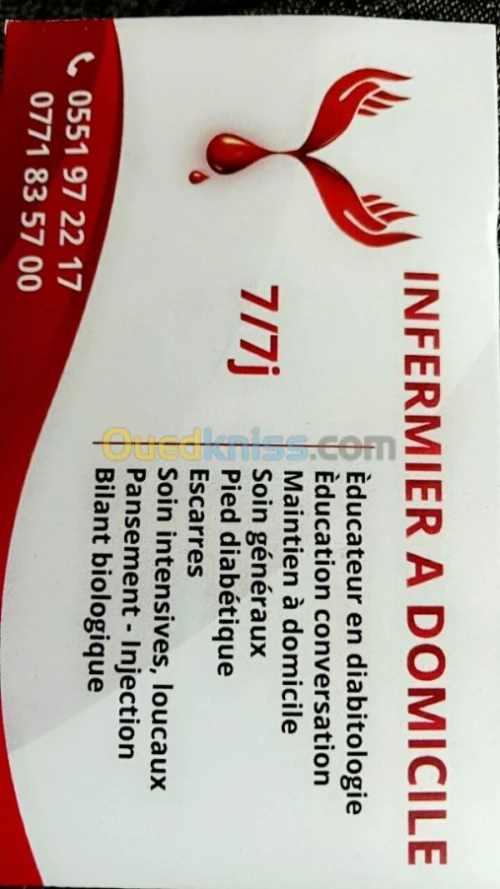 INFERMIER A DOMICILE
7/7j
Èducateur en diabitologie
Èducation conversation
Maintien à domicile
Soin généraux
Pied diabétique
Escarres
Soin intensives, loucaux
Pansement - Injection
Bilant biologique
0551 97 22 17
0771 83 57 00
Ouedkniss.com